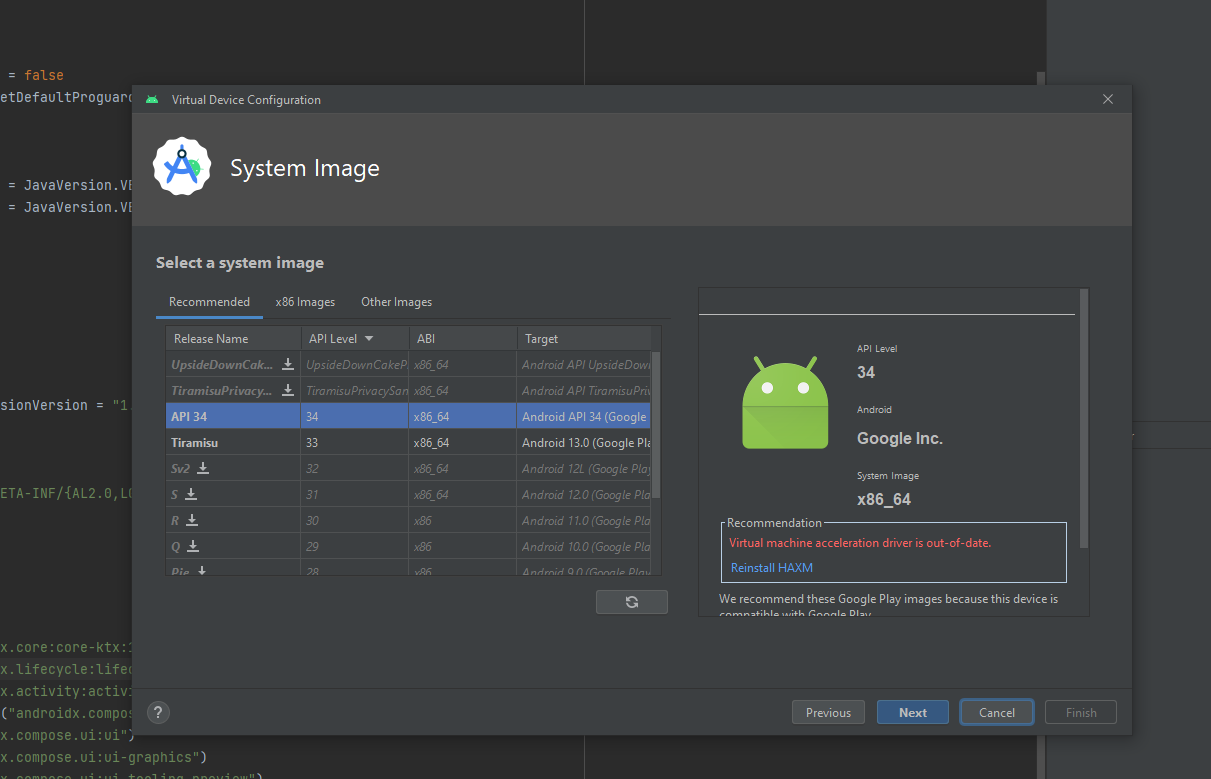 = false
etDefaultProguard
Virtual Device Configuration
System Image
= JavaVersion.VE
= JavaVersion.VE
Select a system image
Recommended x86 Images Other Images
Release Name API Level ABI Target
UpsideDownCake... UpsideDownCakeP x86_64 Android API UpsideDown
TiramisuPrivacy... TiramisuPrivacySan x86_64 Android API TiramisuPriv
API 34 34 x86_64 Android API 34 (Google
Tiramisu 33 x86_64 Android 13.0 (Google Pla
Sv2 32 x86_64 Android 12L (Google Play
S 31 x86_64 Android 12.0 (Google Pla
R 30 x86 Android 11.0 (Google Pla
Q 29 x86 Android 10.0 (Google Pla
Pie 28 x86 Android 9.0 (Google Play
API Level
34
Android
Google Inc.
System Image
x86_64
Recommendation
Virtual machine acceleration driver is out-of-date.
Reinstall HAXM
We recommend these Google Play images because this device is
compatible with Google Play
sionVersion = "1.
ETA-INF/{AL2.0,LG
x.core:core-ktx:1
x.lifecycle:lifec
x.activity:activi
("androidx.compos
x.compose.ui:ui")
x.compose.ui:ui-graphics")
x.compose.ui:ui-tooling-preview")
? Previous Next Cancel Finish